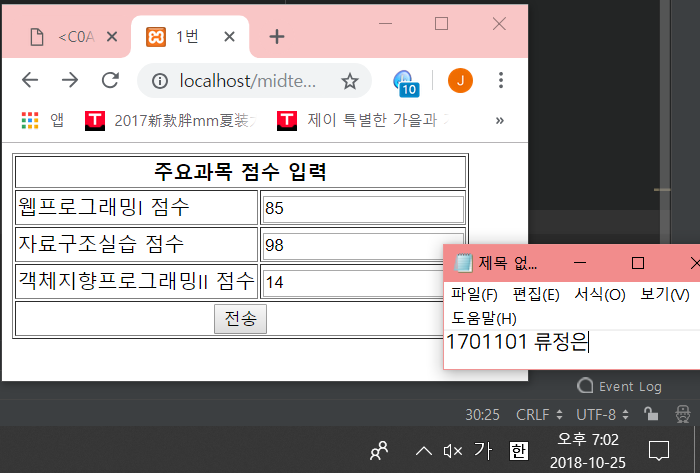 <C0A
1번
localhost/midte...
10
J
앱
T 2017新款胖mm夏装
T 제이 특별한 가을과
»
주요과목 점수 입력
웹프로그래밍I 점수 85
자료구조실습 점수 98
객체지향프로그래밍II 점수 14
전송
제목 없...
파일(F) 편집(E) 서식(O) 보기(V)
도움말(H)
1701101 류정은
Event Log
30:25 CRLF UTF-8
가 한 오후 7:02
2018-10-25